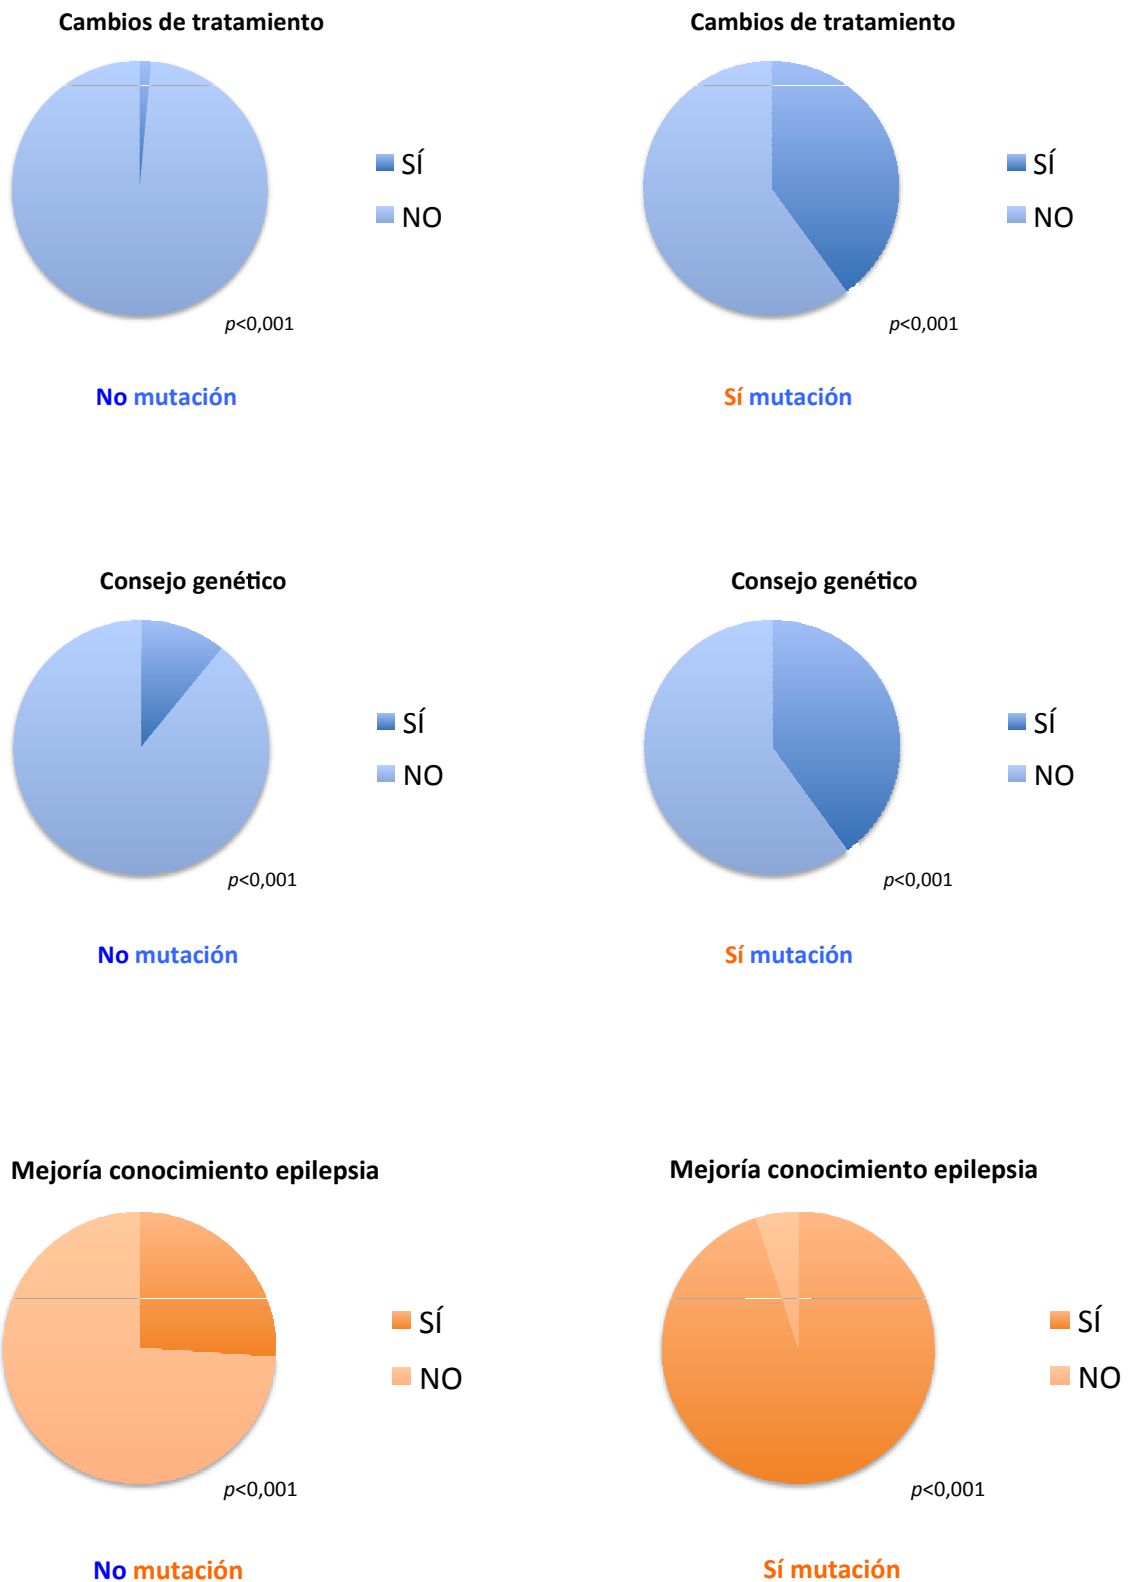 Cambios de tratamiento
SÍ
NO
p<0,001
No mutación
Cambios de tratamiento
SÍ
NO
p<0,001
Sí mutación
Consejo genético
SÍ
NO
p<0,001
No mutación
Consejo genético
SÍ
NO
p<0,001
Sí mutación
Mejoría conocimiento epilepsia
SÍ
NO
p<0,001
No mutación
Mejoría conocimiento epilepsia
SÍ
NO
p<0,001
Sí mutación